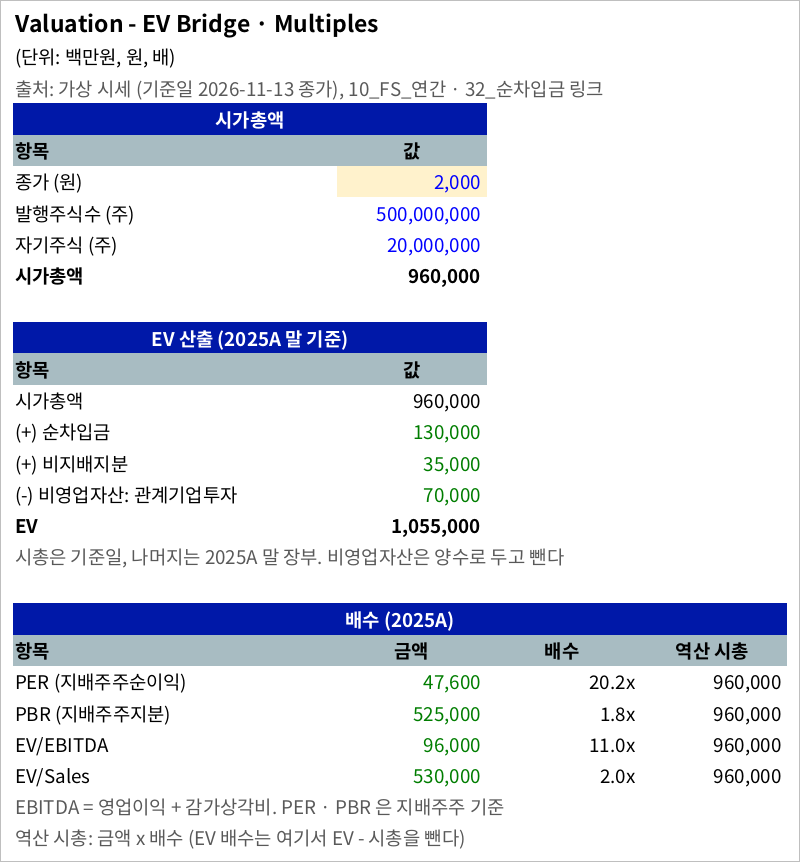 Valuation - EV Bridge · Multiples
(단위: 백만원, 원, 배)
출처: 가상 시세 (기준일 2026-11-13 종가), 10_FS_연간 · 32_순차입금 링크
시가총액
항목 값
종가 (원) 2,000
발행주식수 (주) 500,000,000
자기주식 (주) 20,000,000
시가총액 960,000
EV 산출 (2025A 말 기준)
항목 값
시가총액 960,000
(+) 순차입금 130,000
(+) 비지배지분 35,000
(-) 비영업자산: 관계기업투자 70,000
EV 1,055,000
시총은 기준일, 나머지는 2025A 말 장부. 비영업자산은 양수로 두고 뺀다
배수 (2025A)
항목 금액 배수 역산 시총
PER (지배주주순이익) 47,600 20.2x 960,000
PBR (지배주주지분) 525,000 1.8x 960,000
EV/EBITDA 96,000 11.0x 960,000
EV/Sales 530,000 2.0x 960,000
EBITDA = 영업이익 + 감가상각비. PER · PBR 은 지배주주 기준
역산 시총: 금액 x 배수 (EV 배수는 여기서 EV - 시총을 뺀다)